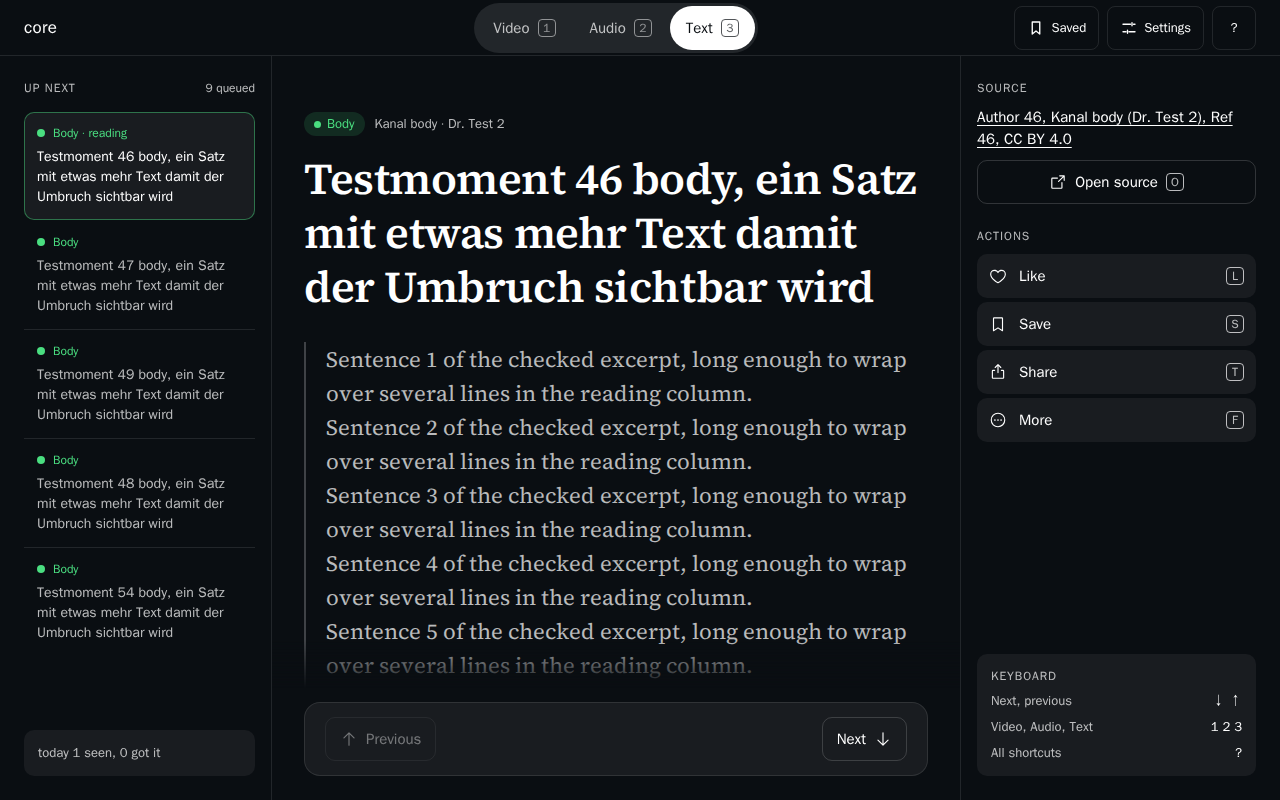 core
Video 1
Audio 2
Text 3
Saved
Settings
?
UP NEXT
9 queued
Body · reading
Testmoment 46 body, ein Satz
mit etwas mehr Text damit der
Umbruch sichtbar wird
Body
Testmoment 47 body, ein Satz
mit etwas mehr Text damit der
Umbruch sichtbar wird
Body
Testmoment 49 body, ein Satz
mit etwas mehr Text damit der
Umbruch sichtbar wird
Body
Testmoment 48 body, ein Satz
mit etwas mehr Text damit der
Umbruch sichtbar wird
Body
Testmoment 54 body, ein Satz
mit etwas mehr Text damit der
Umbruch sichtbar wird
today 1 seen, 0 got it
Body
Kanal body · Dr. Test 2
Testmoment 46 body, ein Satz
mit etwas mehr Text damit
der Umbruch sichtbar wird
Sentence 1 of the checked excerpt, long enough to wrap
over several lines in the reading column.
Sentence 2 of the checked excerpt, long enough to wrap
over several lines in the reading column.
Sentence 3 of the checked excerpt, long enough to wrap
over several lines in the reading column.
Sentence 4 of the checked excerpt, long enough to wrap
over several lines in the reading column.
Sentence 5 of the checked excerpt, long enough to wrap
over several lines in the reading column.
↑ Previous
Next ↓
SOURCE
Author 46, Kanal body (Dr. Test 2), Ref
46, CC BY 4.0
Open source O
ACTIONS
Like L
Save S
Share T
More F
KEYBOARD
Next, previous ↓ ↑
Video, Audio, Text 1 2 3
All shortcuts ?